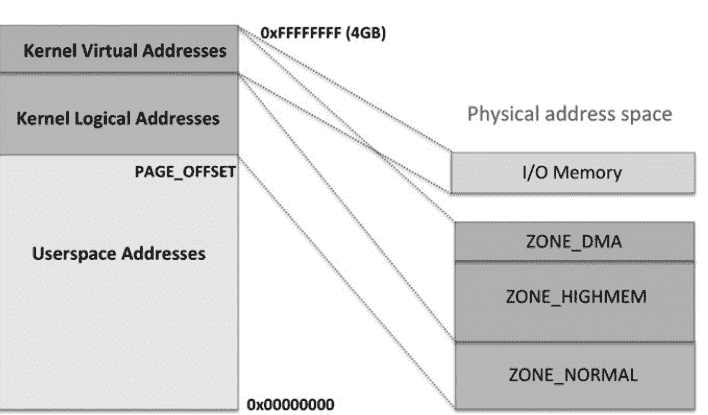 0xFFFFFFFF (4GB)
Kernel Virtual Addresses
Kernel Logical Addresses
PAGE_OFFSET
Userspace Addresses
0x00000000
Physical address space
I/O Memory
ZONE_DMA
ZONE_HIGHMEM
ZONE_NORMAL